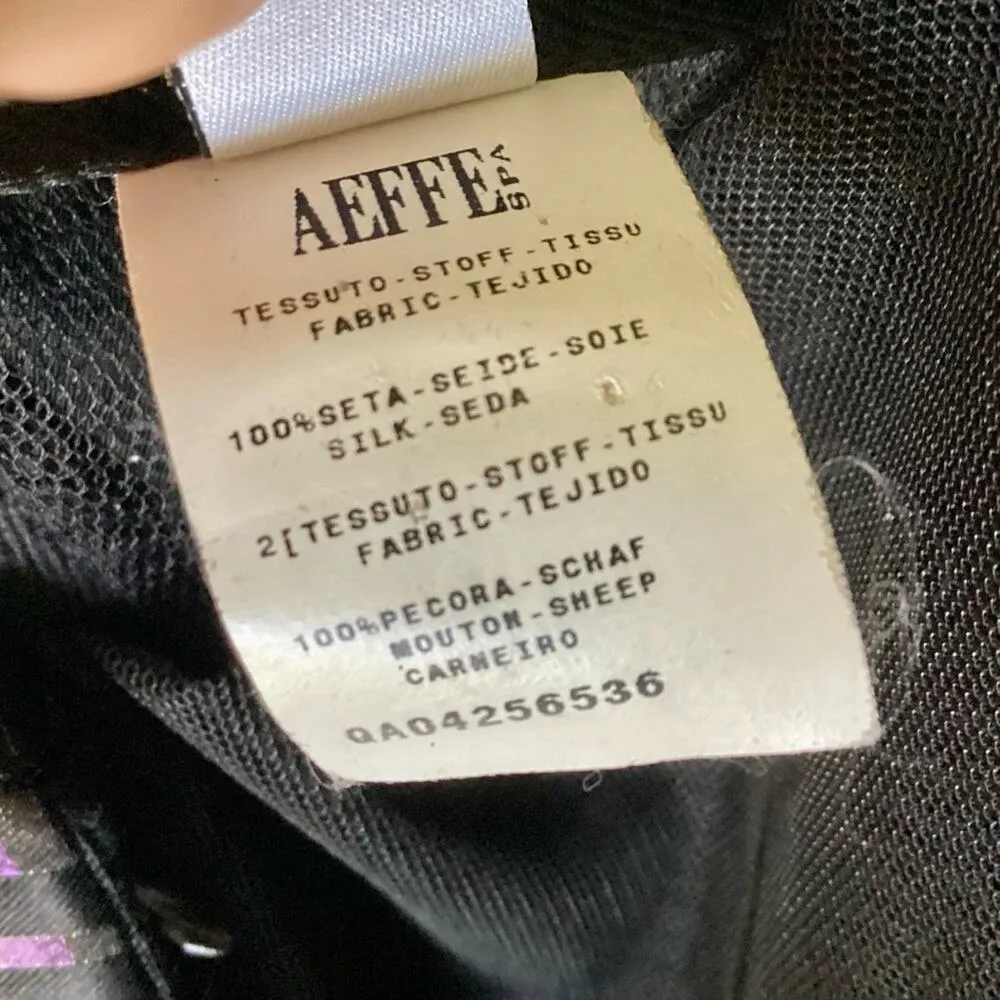 AEFFE SPA
TESSUTO-STOFF-TISSU
FABRIC-TEJIDO
100%SETA-SEIDE-SOIE
SILK-SEDA
2[TESSUTO-STOFF-TISSU
FABRIC-TEJIDO
100%PECORA-SCHAF
MOUTON-SHEEP
CARNEIRO
QA04256536